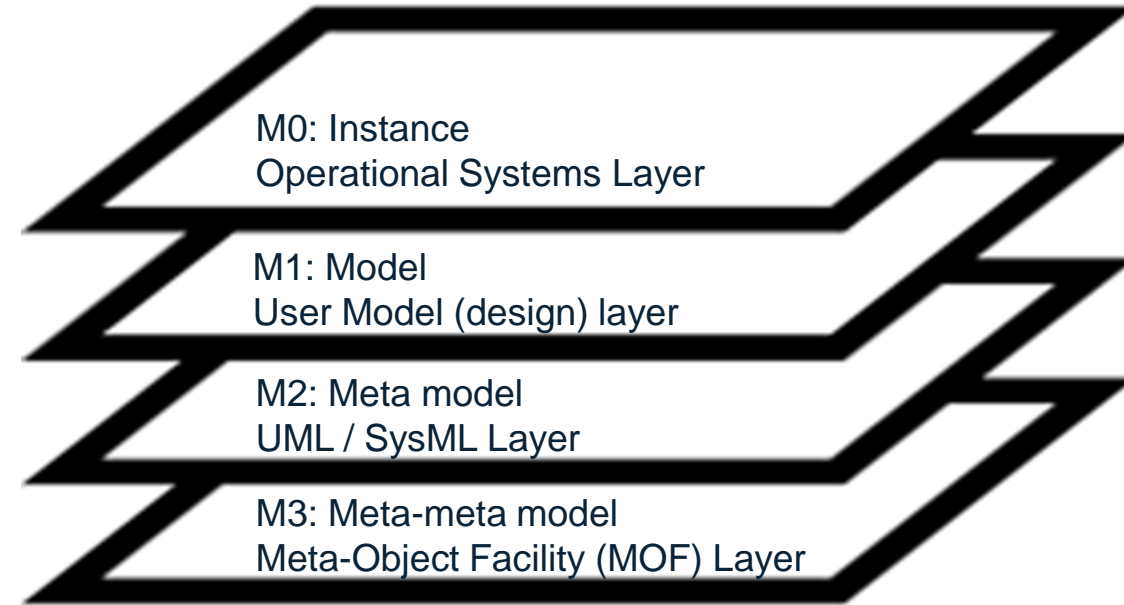 M0: Instance
Operational Systems Layer
M1: Model
User Model (design) layer
M2: Meta model
UML / SysML Layer
M3: Meta-meta model
Meta-Object Facility (MOF) Layer